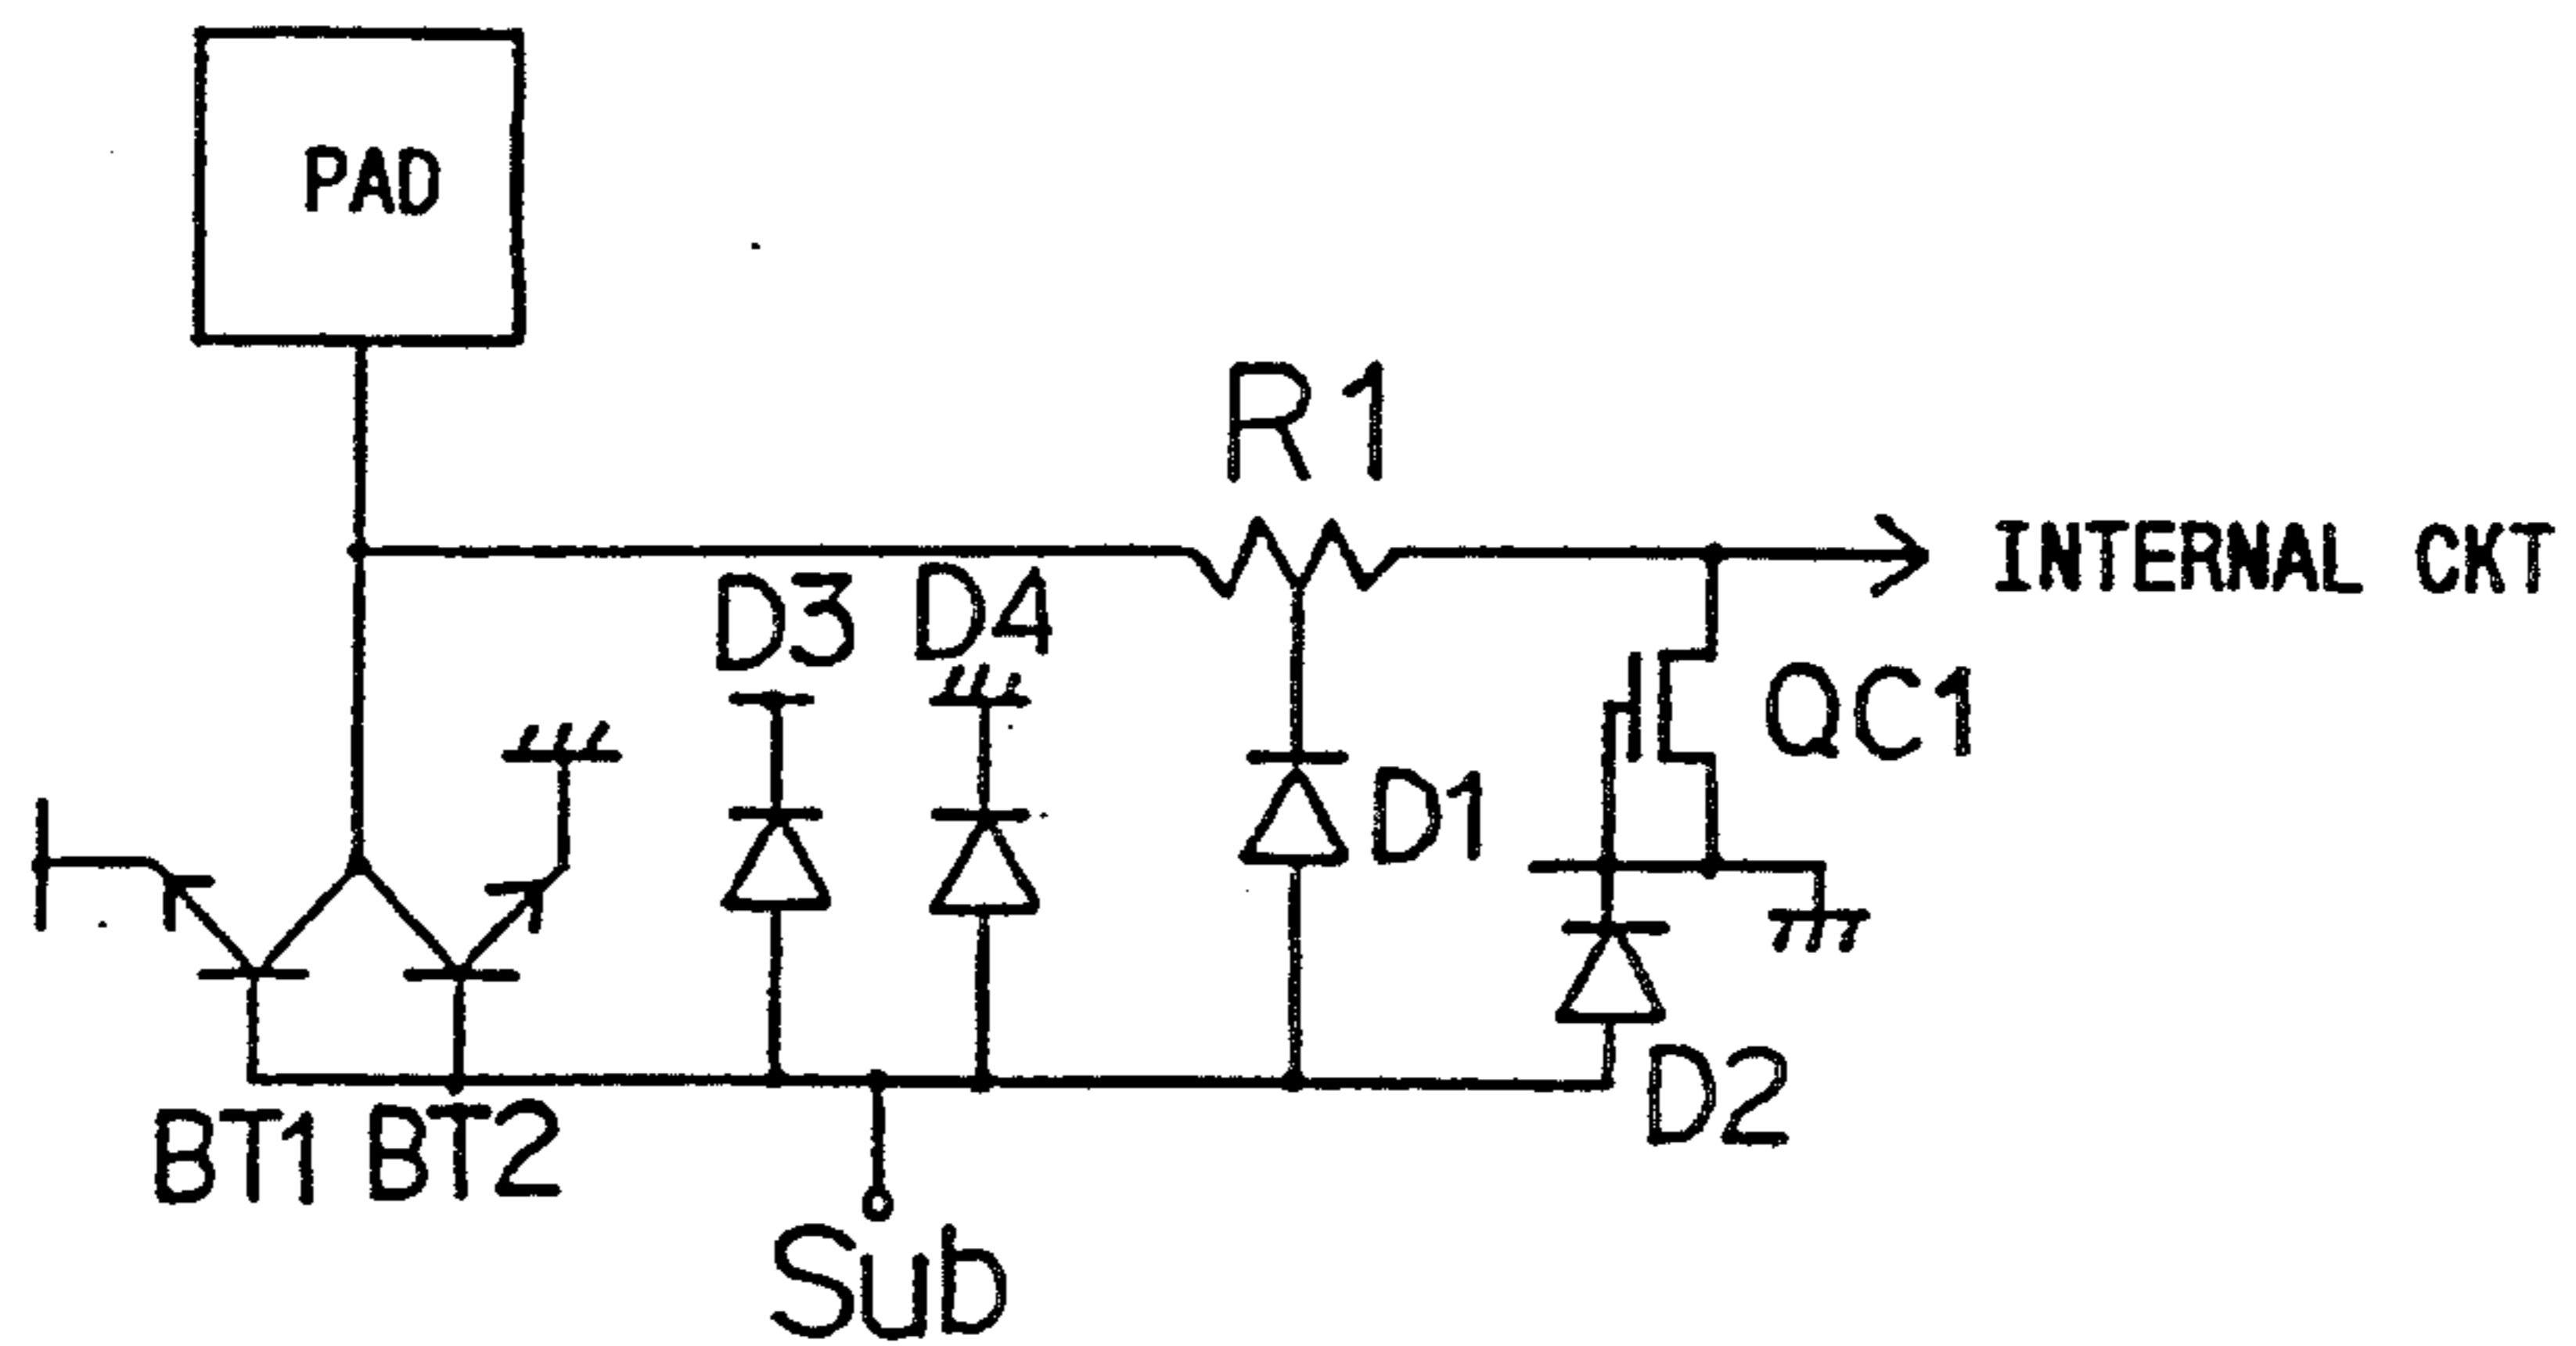 PAD
R1
INTERNAL CKT
D3
D4
QC1
D1
D2
BT1
BT2
Sub